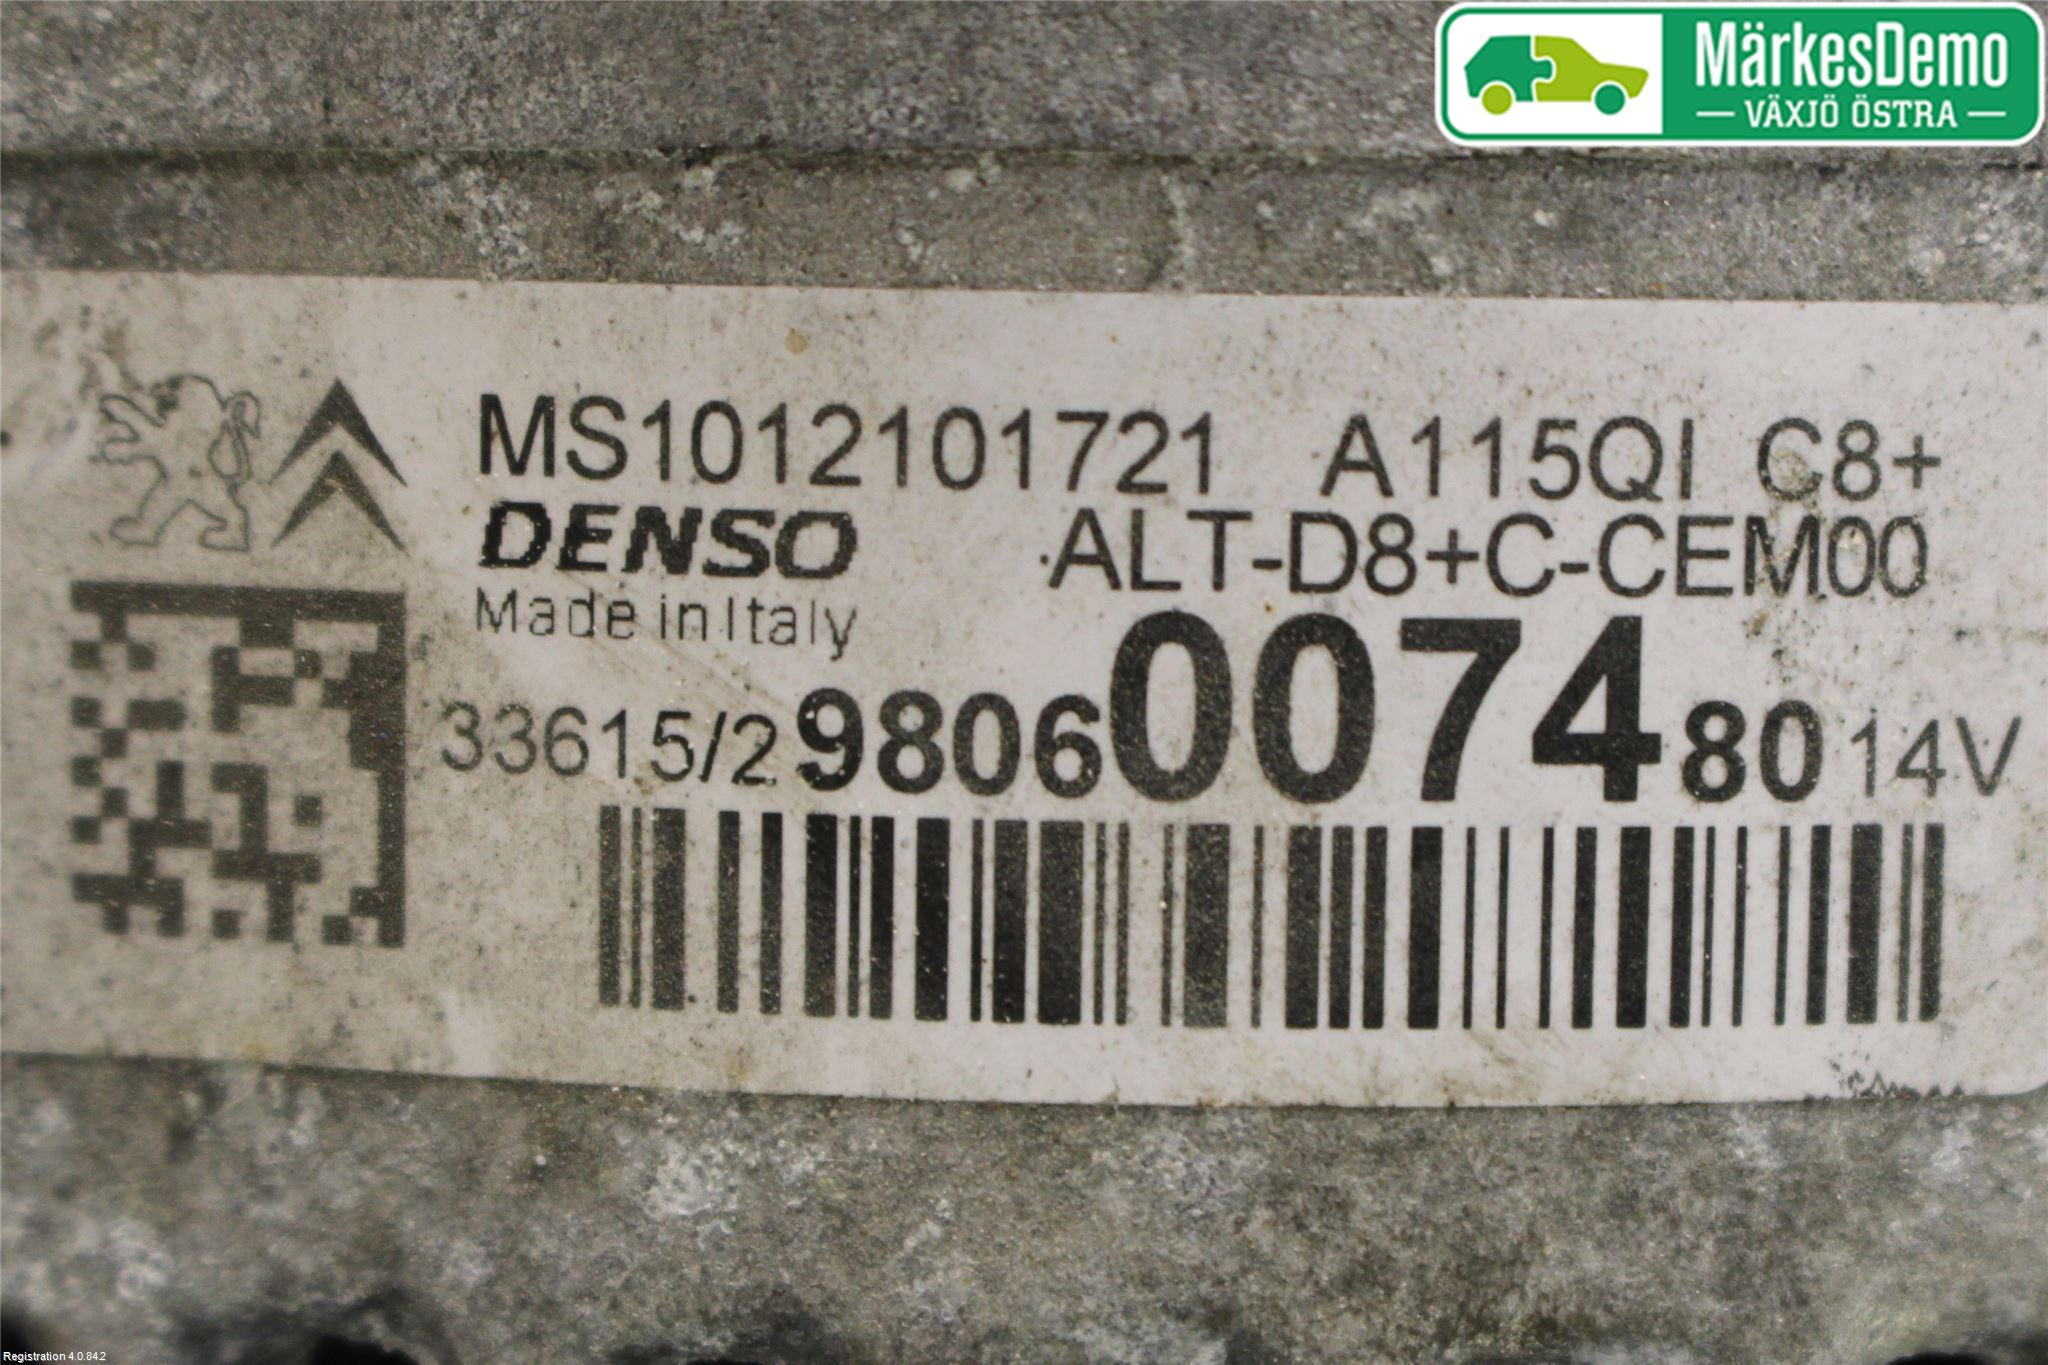 MärkesDemo
VÄXJÖ ÖSTRA
MS1012101721 A115QI C8+
DENSO ALT-D8+C-CEM00
Made in Italy
33615/2 9806007480 14V
Registration 4.0.84.2